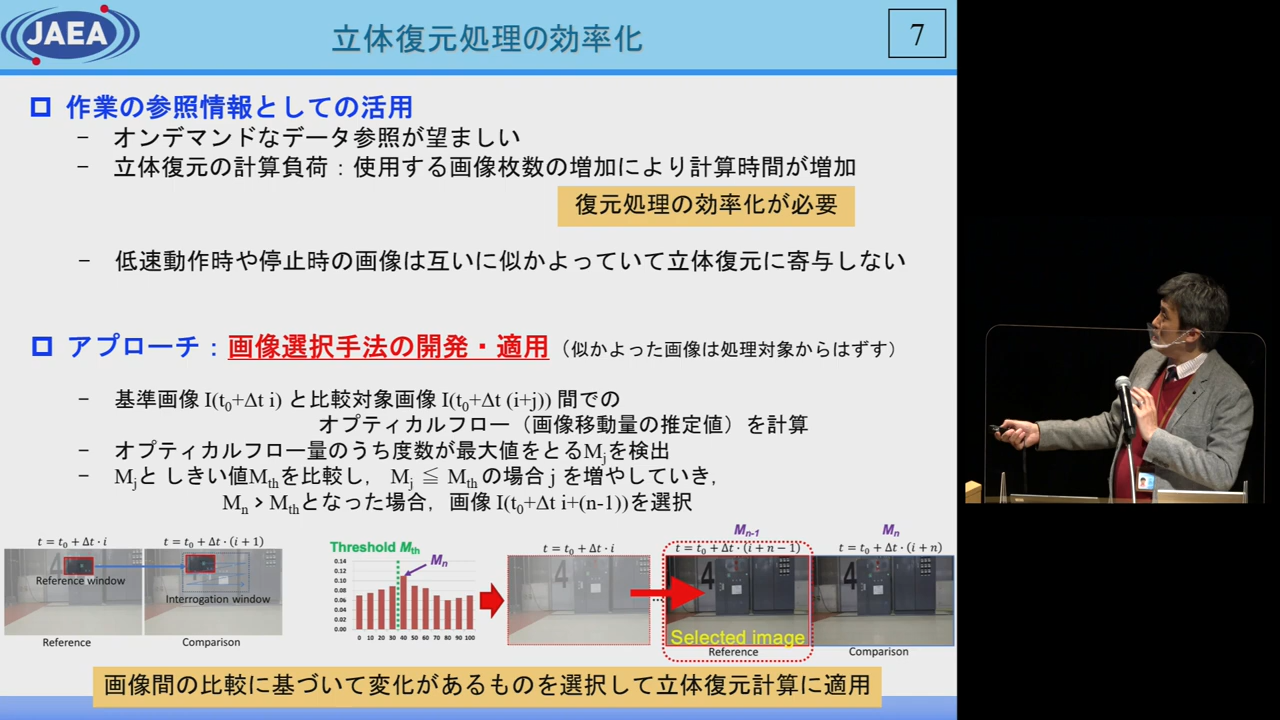 JAEA
立体復元処理の効率化
7
作業の参照情報としての活用
− オンデマンドなデータ参照が望ましい
− 立体復元の計算負荷：使用する画像枚数の増加により計算時間が増加
復元処理の効率化が必要
− 低速動作時や停止時の画像は互いに似かよっていて立体復元に寄与しない
アプローチ：画像選択手法の開発・適用（似かよった画像は処理対象からはずす）
− 基準画像 I(t0+Δt i) と比較対象画像 I(t0+Δt (i+j)) 間での
オプティカルフロー（画像移動量の推定値）を計算
− オプティカルフロー量のうち度数が最大値をとるMjを検出
− Mjと しきい値Mthを比較し， Mj ≦ Mth の場合 j を増やしていき，
Mn > Mthとなった場合，画像 I(t0+Δt i+(n-1))を選択
t = t0 + Δt · i
t = t0 + Δt · (i + 1)
Reference window
Interrogation window
Reference
Comparison
Threshold Mth
Mn
0.14
0.12
0.10
0.08
0.06
0.04
0.02
0.00
0 10 20 30 40 50 60 70 80 90 100
t = t0 + Δt · i
Mn-1
t = t0 + Δt · (i + n − 1)
Mn
t = t0 + Δt · (i + n)
4
4
Selected image
Reference
Comparison
画像間の比較に基づいて変化があるものを選択して立体復元計算に適用